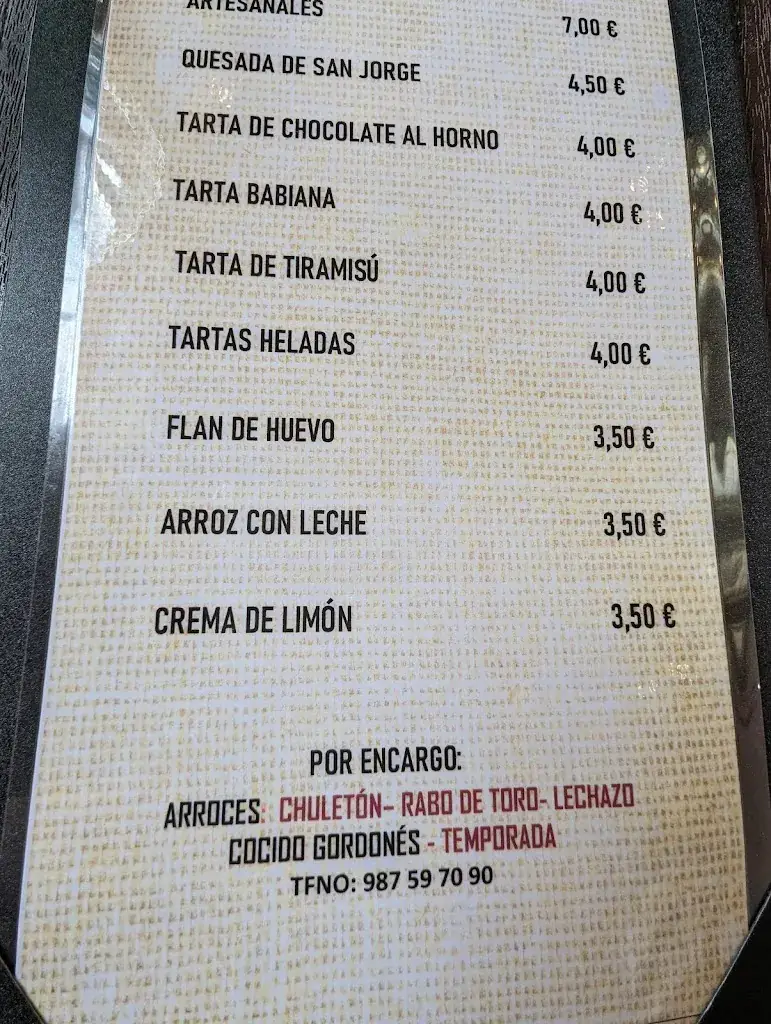 ARTESANALES 7,00 €
QUESADA DE SAN JORGE 4,50 €
TARTA DE CHOCOLATE AL HORNO 4,00 €
TARTA BABIANA 4,00 €
TARTA DE TIRAMISÚ 4,00 €
TARTAS HELADAS 4,00 €
FLAN DE HUEVO 3,50 €
ARROZ CON LECHE 3,50 €
CREMA DE LIMÓN 3,50 €
POR ENCARGO:
ARROCES: CHULETÓN- RABO DE TORO- LECHAZO
COCIDO GORDONÉS - TEMPORADA
TFNO: 987 59 70 90